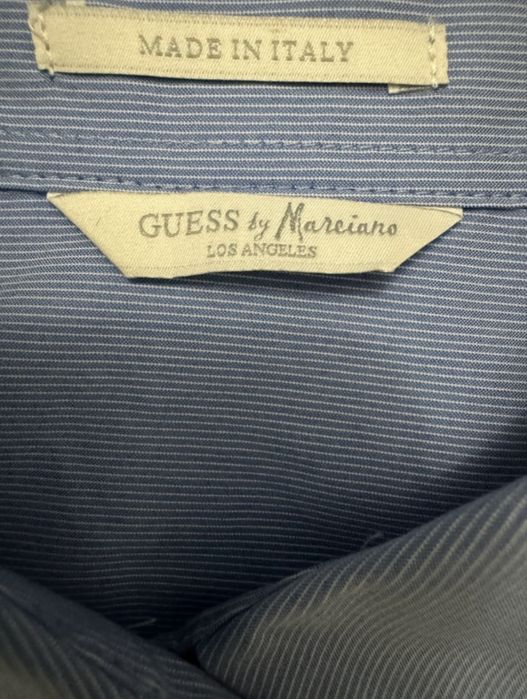 MADE IN ITALY
GUESS by Marciano
LOS ANGELES